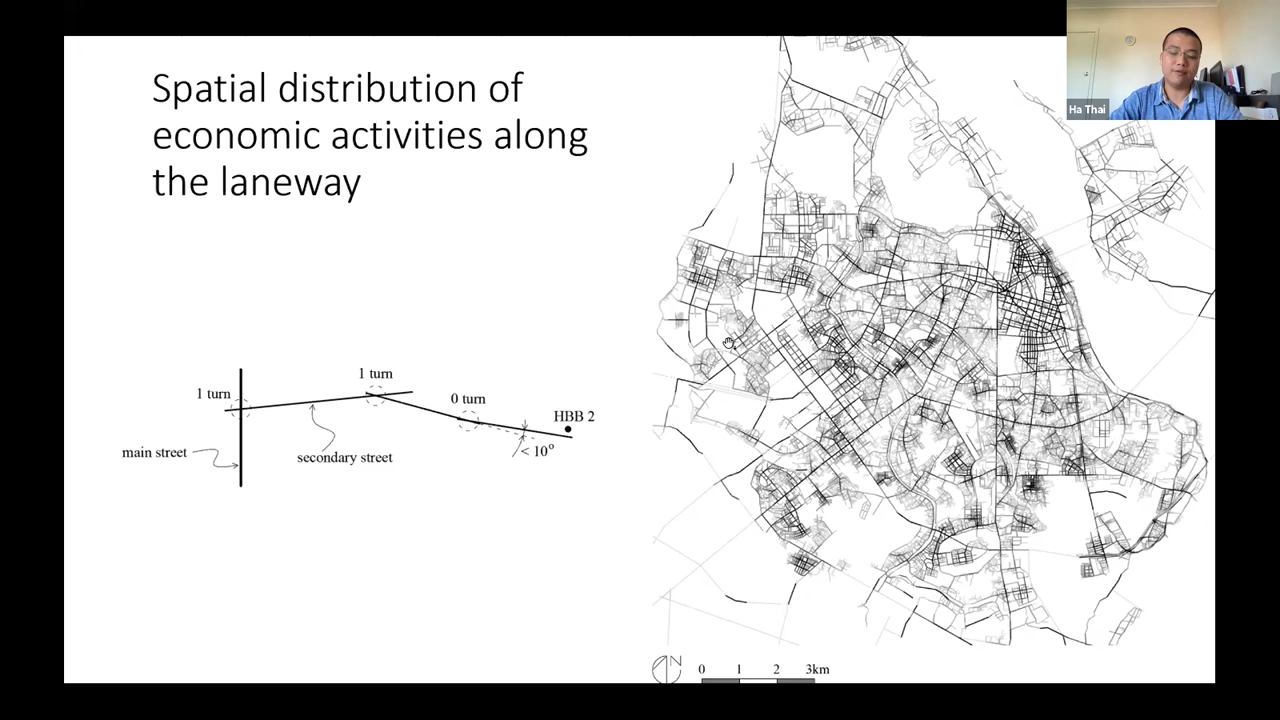 Spatial distribution of
economic activities along
the laneway
Ha Thai
1 turn
1 turn
0 turn
HBB 2
main street
secondary street
< 10°
N
0 1 2 3km